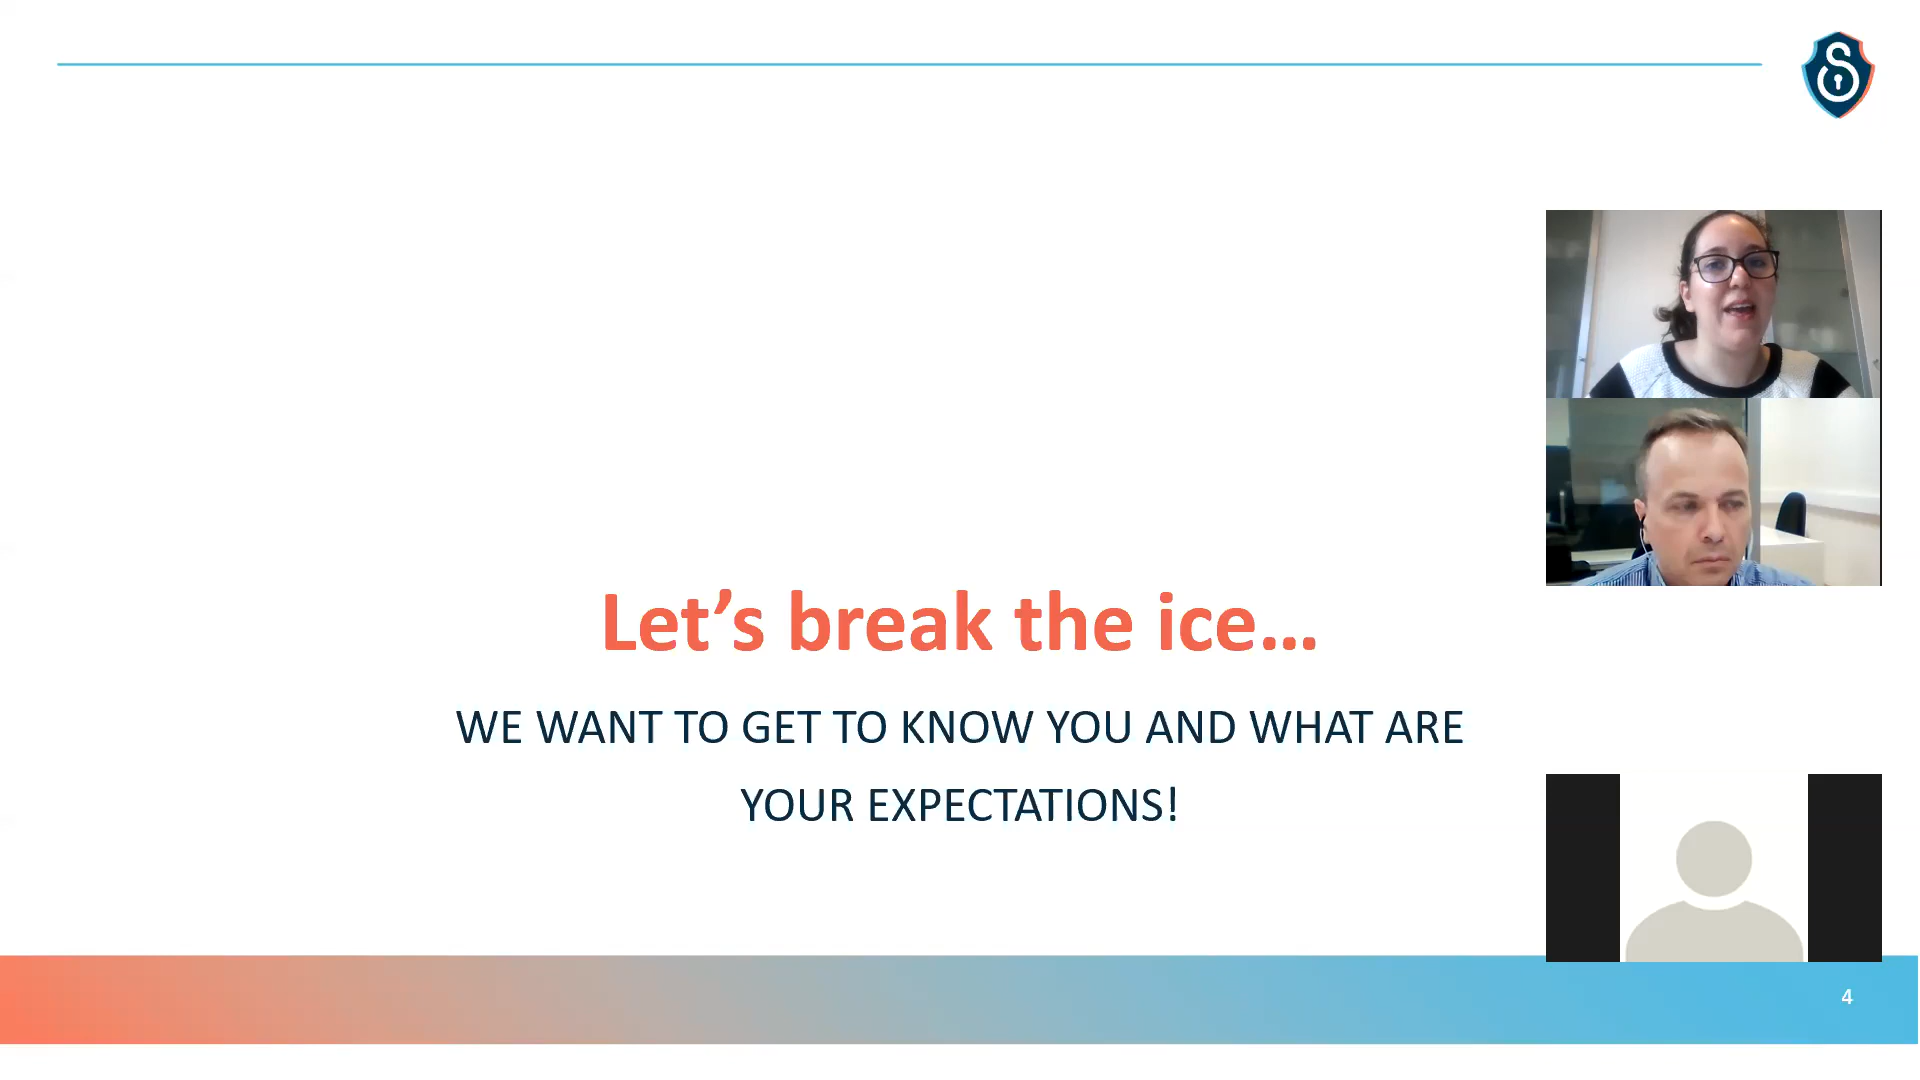 Let’s break the ice...
WE WANT TO GET TO KNOW YOU AND WHAT ARE
YOUR EXPECTATIONS!
4